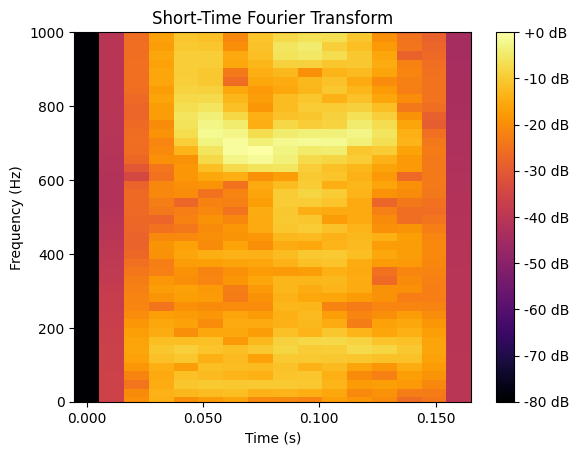 Short-Time Fourier Transform
1000
800
600
400
200
0
Frequency (Hz)
0.000
0.050
0.100
0.150
Time (s)
+0 dB
-10 dB
-20 dB
-30 dB
-40 dB
-50 dB
-60 dB
-70 dB
-80 dB